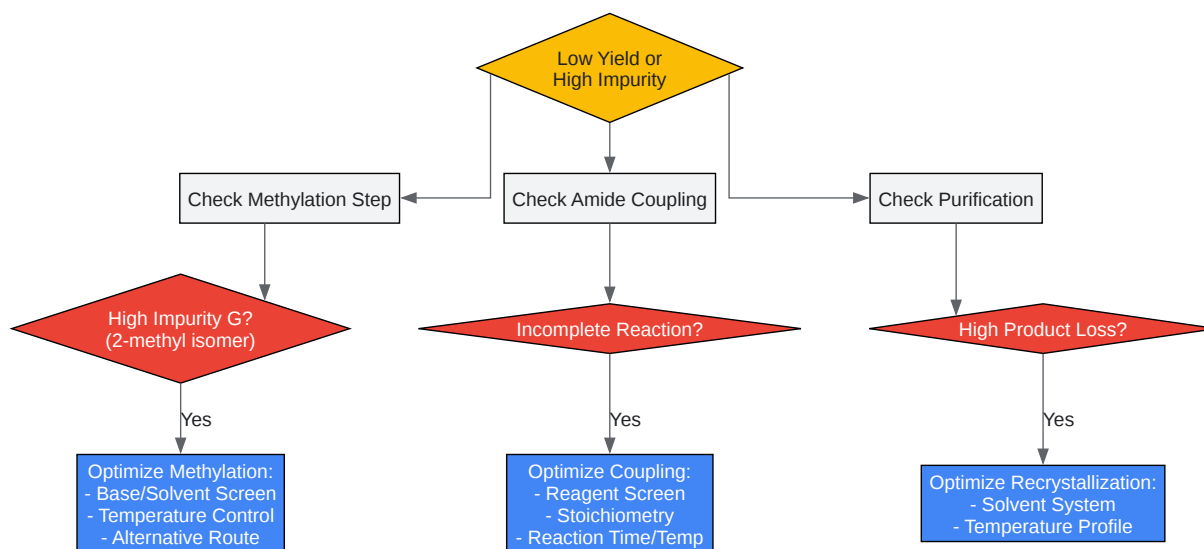 Low Yield or
High Impurity
Check Methylation Step
Check Amide Coupling
Check Purification
High Impurity G?
(2-methyl isomer)
Incomplete Reaction?
High Product Loss?
Yes
Yes
Yes
Optimize Methylation:
- Base/Solvent Screen
- Temperature Control
- Alternative Route
Optimize Coupling:
- Reagent Screen
- Stoichiometry
- Reaction Time/Temp
Optimize Recrystallization:
- Solvent System
- Temperature Profile